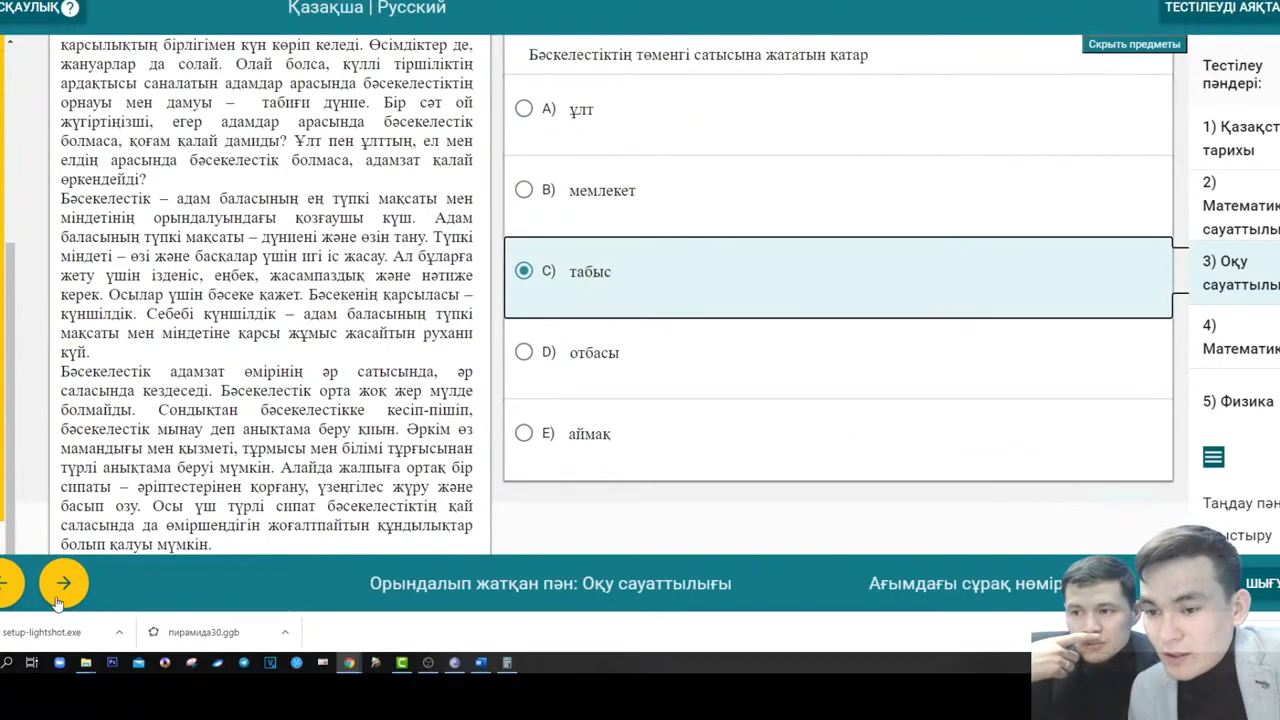 СҚАУЛЫҚ ?
Қазақша | Русский
ТЕСТІЛЕУДІ АЯҚТА
Скрыть предметы
қарсылықтың бірлігімен күн көріп келеді. Өсімдіктер де,
жануарлар да солай. Олай болса, күллі тіршіліктің
ардақтысы саналатын адамдар арасында бәсекелестіктің
орнауы мен дамуы – табиғи дүние. Бір сәт ой
жүгіртіңізші, егер адамдар арасында бәсекелестік
болмаса, қоғам қалай дамиды? Ұлт пен ұлттың, ел мен
елдің арасында бәсекелестік болмаса, адамзат қалай
өркендейді?
Бәсекелестік – адам баласының ең түпкі мақсаты мен
міндетінің орындалуындағы қозғаушы күш. Адам
баласының түпкі мақсаты – дүниені және өзін тану. Түпкі
міндеті – өзі және басқалар үшін игі іс жасау. Ал бұларға
жету үшін ізденіс, еңбек, жасампаздық және нәтиже
керек. Осылар үшін бәсеке қажет. Бәсекенің қарсыласы –
күншілдік. Себебі күншілдік – адам баласының түпкі
мақсаты мен міндетіне қарсы жұмыс жасайтын рухани
күй.
Бәсекелестік адамзат өмірінің әр сатысында, әр
саласында кездеседі. Бәсекелестік орта жоқ жер мүлде
болмайды. Сондықтан бәсекелестікке кесіп-пішіп,
бәсекелестік мынау деп анықтама беру қиын. Әркім өз
мамандығы мен қызметі, тұрмысы мен білімі тұрғысынан
түрлі анықтама беруі мүмкін. Алайда жалпыға ортақ бір
сипаты – әріптестерінен қорғану, үзеңгілес жүру және
басып озу. Осы үш түрлі сипат бәсекелестіктің қай
саласында да өміршеңдігін жоғалтпайтын құндылықтар
болып қалуы мүмкін.
Бәскелестіктің төменгі сатысына жататын қатар
A) ұлт
B) мемлекет
C) табыс
D) отбасы
E) аймақ
Тестілеу
пәндері:
1) Қазақст
тарихы
2)
Математик
сауаттылы
3) Оқу
сауаттылы
4)
Математик
5) Физика
Таңдау пән
ыстыру
Орындалып жатқан пән: Оқу сауаттылығы
Ағымдағы сұрақ нөмір
ШЫҒУ
setup-lightshot.exe
пирамида30.ggb